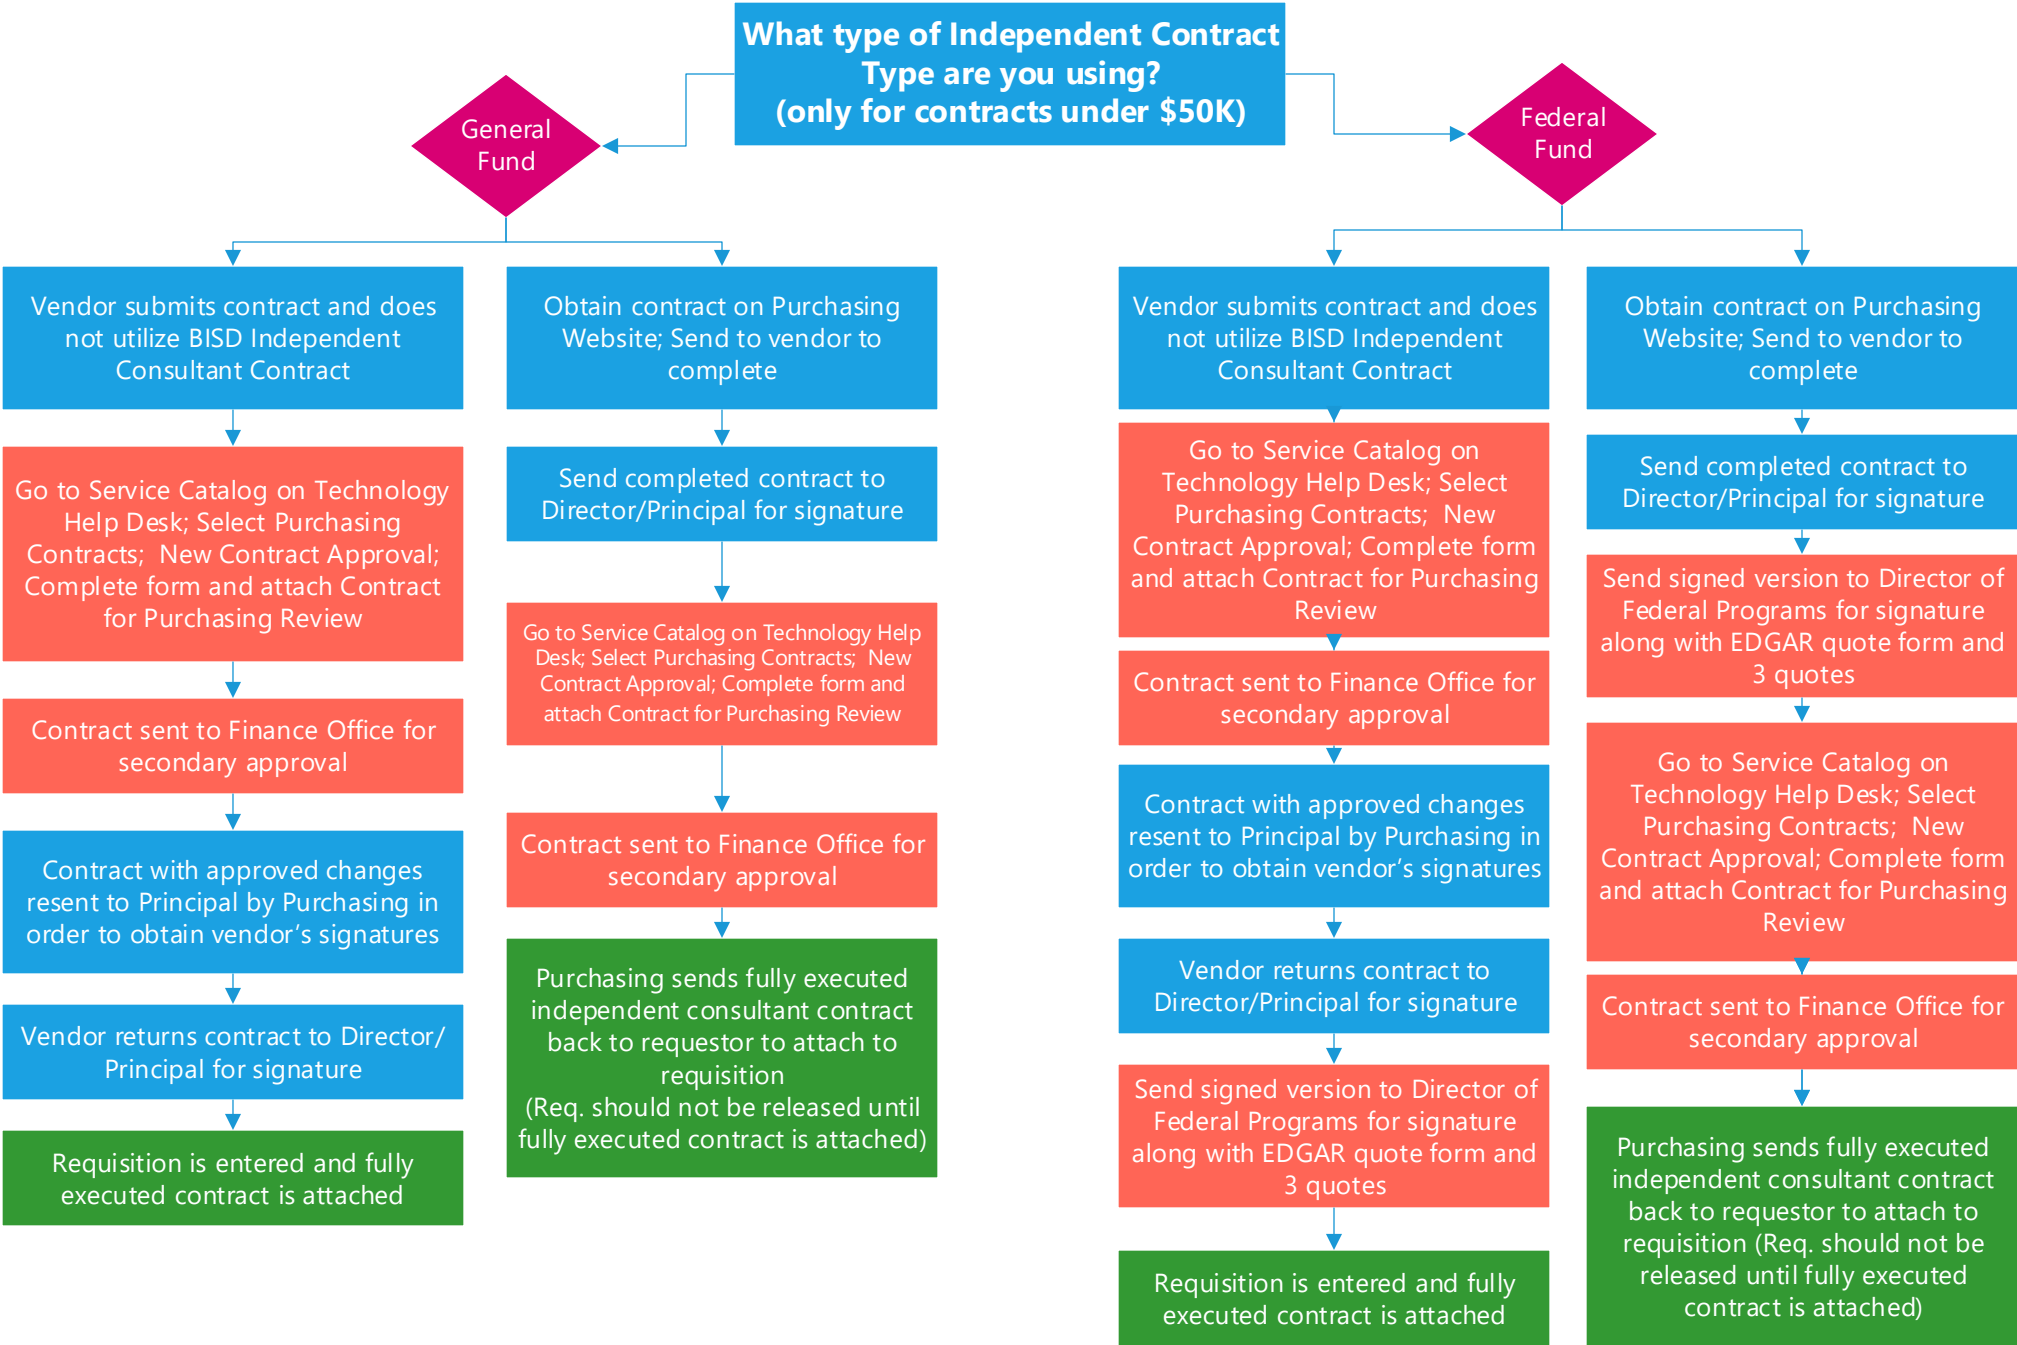 What type of Independent Contract
Type are you using?
(only for contracts under $50K)
General
Fund
Vendor submits contract and does
not utilize BISD Independent
Consultant Contract
Go to Service Catalog on Technology
Help Desk; Select Purchasing
Contracts;  New Contract Approval;
Complete form and attach Contract
for Purchasing Review
Contract sent to Finance Office for
secondary approval
Contract with approved changes
resent to Principal by Purchasing in
order to obtain vendor’s signatures
Vendor returns contract to Director/
Principal for signature
Requisition is entered and fully
executed contract is attached
Obtain contract on Purchasing
Website; Send to vendor to
complete
Send completed contract to
Director/Principal for signature
Go to Service Catalog on Technology Help
Desk; Select Purchasing Contracts;  New
Contract Approval; Complete form and
attach Contract for Purchasing Review
Contract sent to Finance Office for
secondary approval
Purchasing sends fully executed
independent consultant contract
back to requestor to attach to
requisition
(Req. should not be released until
fully executed contract is attached)
Federal
Fund
Vendor submits contract and does
not utilize BISD Independent
Consultant Contract
Go to Service Catalog on
Technology Help Desk; Select
Purchasing Contracts;  New
Contract Approval; Complete form
and attach Contract for Purchasing
Review
Contract sent to Finance Office for
secondary approval
Contract with approved changes
resent to Principal by Purchasing in
order to obtain vendor’s signatures
Vendor returns contract to
Director/Principal for signature
Send signed version to Director of
Federal Programs for signature
along with EDGAR quote form and
3 quotes
Requisition is entered and fully
executed contract is attached
Obtain contract on Purchasing
Website; Send to vendor to
complete
Send completed contract to
Director/Principal for signature
Send signed version to Director of
Federal Programs for signature
along with EDGAR quote form and
3 quotes
Go to Service Catalog on
Technology Help Desk; Select
Purchasing Contracts;  New
Contract Approval; Complete form
and attach Contract for Purchasing
Review
Contract sent to Finance Office for
secondary approval
Purchasing sends fully executed
independent consultant contract
back to requestor to attach to
requisition (Req. should not be
released until fully executed
contract is attached)